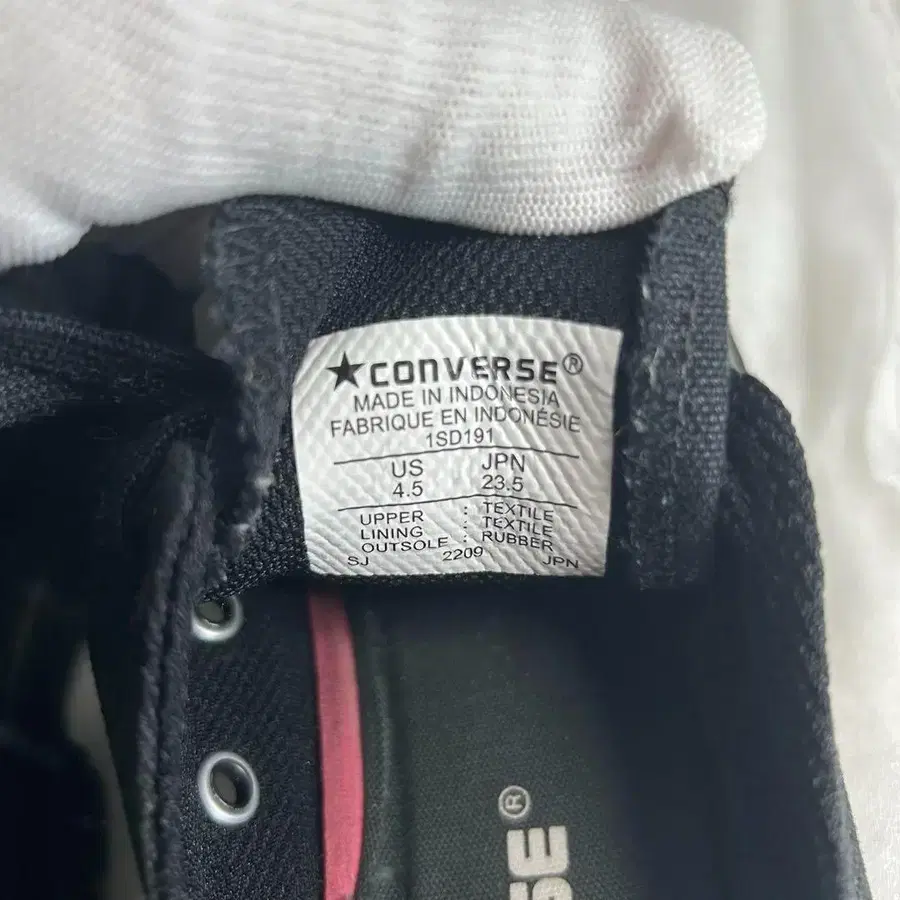 ★CONVERSE®
MADE IN INDONESIA
FABRIQUE EN INDONÉSIE
1SD191
US JPN
4.5 23.5
UPPER : TEXTILE
LINING : TEXTILE
OUTSOLE : RUBBER
SJ 2209 JPN
SE®